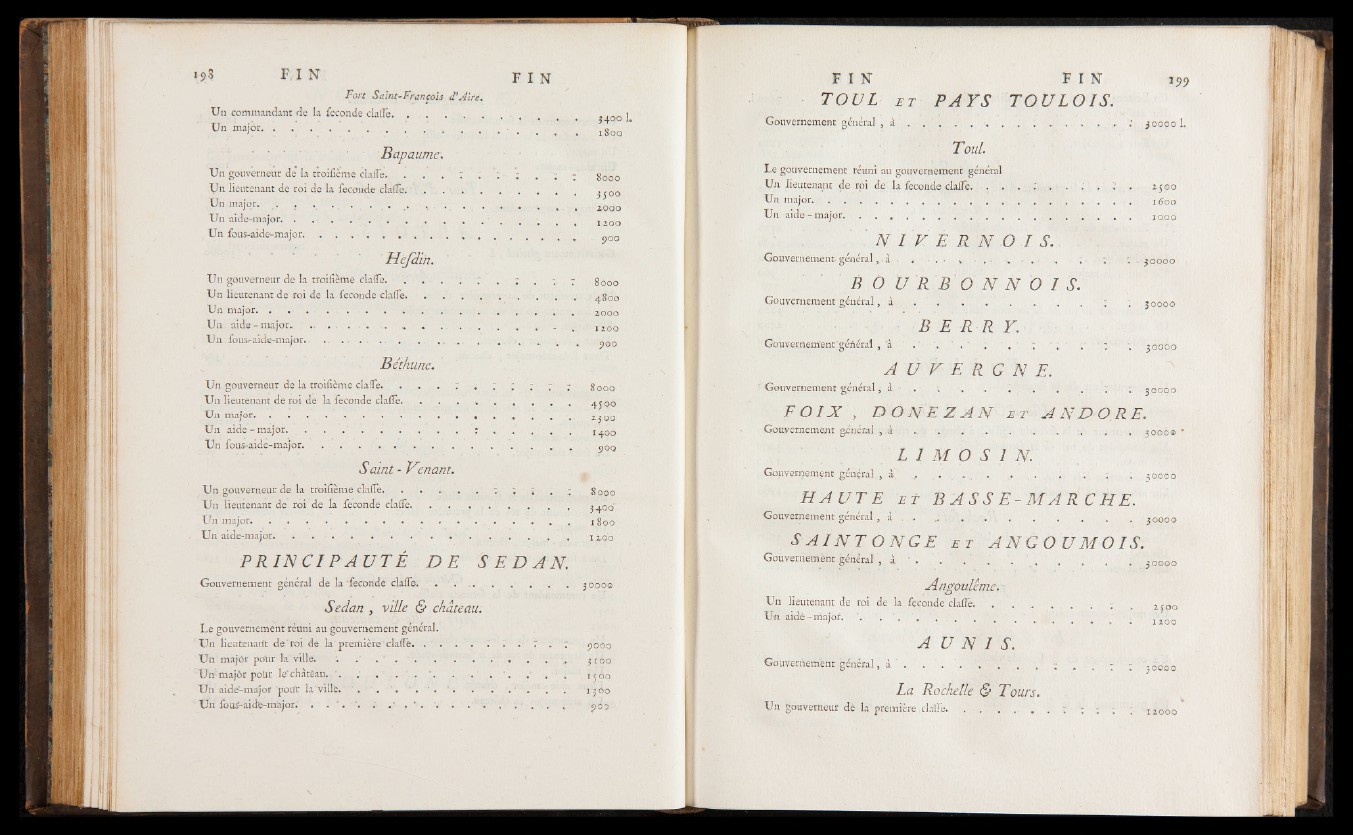 198 FIN FIN
Fort Saint-François d'Aire.
Un commandant de la ſeconde claſſe. . . . . . . . . . 3400 l.
Un major. . . . . . . . . . . . . . . . . 1800
Bapaume.
Un gouverneur de la troiſième claſſe. . . . . . . . . . 8000
Un lieutenant de roi de la ſeconde claſſe. . . . . . . . . 3500
Un major. . . . . . . . . . . . . . . . . 2000
Un aide-major. . . . . . . . . . . . . . . . 1200
Un ſous-aide-major. . . . . . . . . . . . . . . 900
Heſdin.
Un gouverneur de la troiſième claſſe. . . . . . . . . . 8000
Un lieutenant de roi de la ſeconde claſſe. . . . . . . . . 4800
Un major. . . . . . . . . . . . . . . . . 2000
Un aide-major. . . . . . . . . . . . . . . . 1200
Un ſous-aide-major. . . . . . . . . . . . . . . 900
Béthune.
Un gouverneur de la troiſième claſſe. . . . . . . . . . 8000
Un lieutenant de roi de la ſeconde claſſe. . . . . . . . . 4500
Un major. . . . . . . . . . . . . . . . . 2500
Un aide-major. . . . . . . . . . . . . . . . 1400
Un ſous-aide-major. . . . . . . . . . . . . . . 900
Saint-Venant.
Un gouverneur de la troiſième claſſe. . . . . . . . . . 8000
Un lieutenant de roi de la ſeconde claſſe. . . . . . . . . 3400
Un major. . . . . . . . . . . . . . . . . 1800
Un aide-major. . . . . . . . . . . . . . . . 1200
PRINCIPAUTÉ DE SEDAN.
Gouvernement général de la ſeconde claſſe. . . . . . . . . 30000
Sedan, ville & château.
Le gouvernement réuni au gouvernement général.
Un lieutenant de roi de la première claſſe. . . . . . . . . 9000
Un major pour la ville. . . . . . . . . . . . . . 3100
Un major pour le château. . . . . . . . . . . . . 1500
Un aide-major pour la ville. . . . . . . . . . . . . 1500
Un ſous-aide-major. . . . . . . . . . . . . . . 900
FIN FIN 199
TOUL ET PAYS TOULOIS.
Gouvernement général, à . . . . . . . . . . . . . 30000 l.
Toul.
Le gouvernement réuni au gouvernement général
Un lieutenant de roi de la ſeconde claſſe. . . . . . . . . 2500
Un major. . . . . . . . . . . . . . . . . 1600
Un aide-major. . . . . . . . . . . . . . . . 1000
NIVERNOIS.
Gouvernement général, à . . . . . . . . . . . . . 30000
BOURBONNOIS.
Gouvernement général, à . . . . . . . . . . . . . 30000
BERRY.
Gouvernement général, à . . . . . . . . . . . . . 30000
AUVERGNE.
Gouvernement général, à . . . . . . . . . . . . . 30000
FOIX, DONEZAN ET ANDORE.
Gouvernement général, à . . . . . . . . . . . . . 30000
LIMOSIN.
Gouvernement général, à . . . . . . . . . . . . . 30000
HAUTE ET BASSE-MARCHE.
Gouvernement général, à . . . . . . . . . . . . . 30000
SAINTONGE ET ANGOUMOIS.
Gouvernement général, à . . . . . . . . . . . . . 30000
Angoulême.
Un lieutenant de roi de la ſeconde claſſe. . . . . . . . . 2500
Un aide-major. . . . . . . . . . . . . . . . 1200
AUNIS.
Gouvernement général, à . . . . . . . . . . . . . 30000
La Rochelle & Tours.
Un gouverneur de la première claſſe. . . . . . . . . . 12000